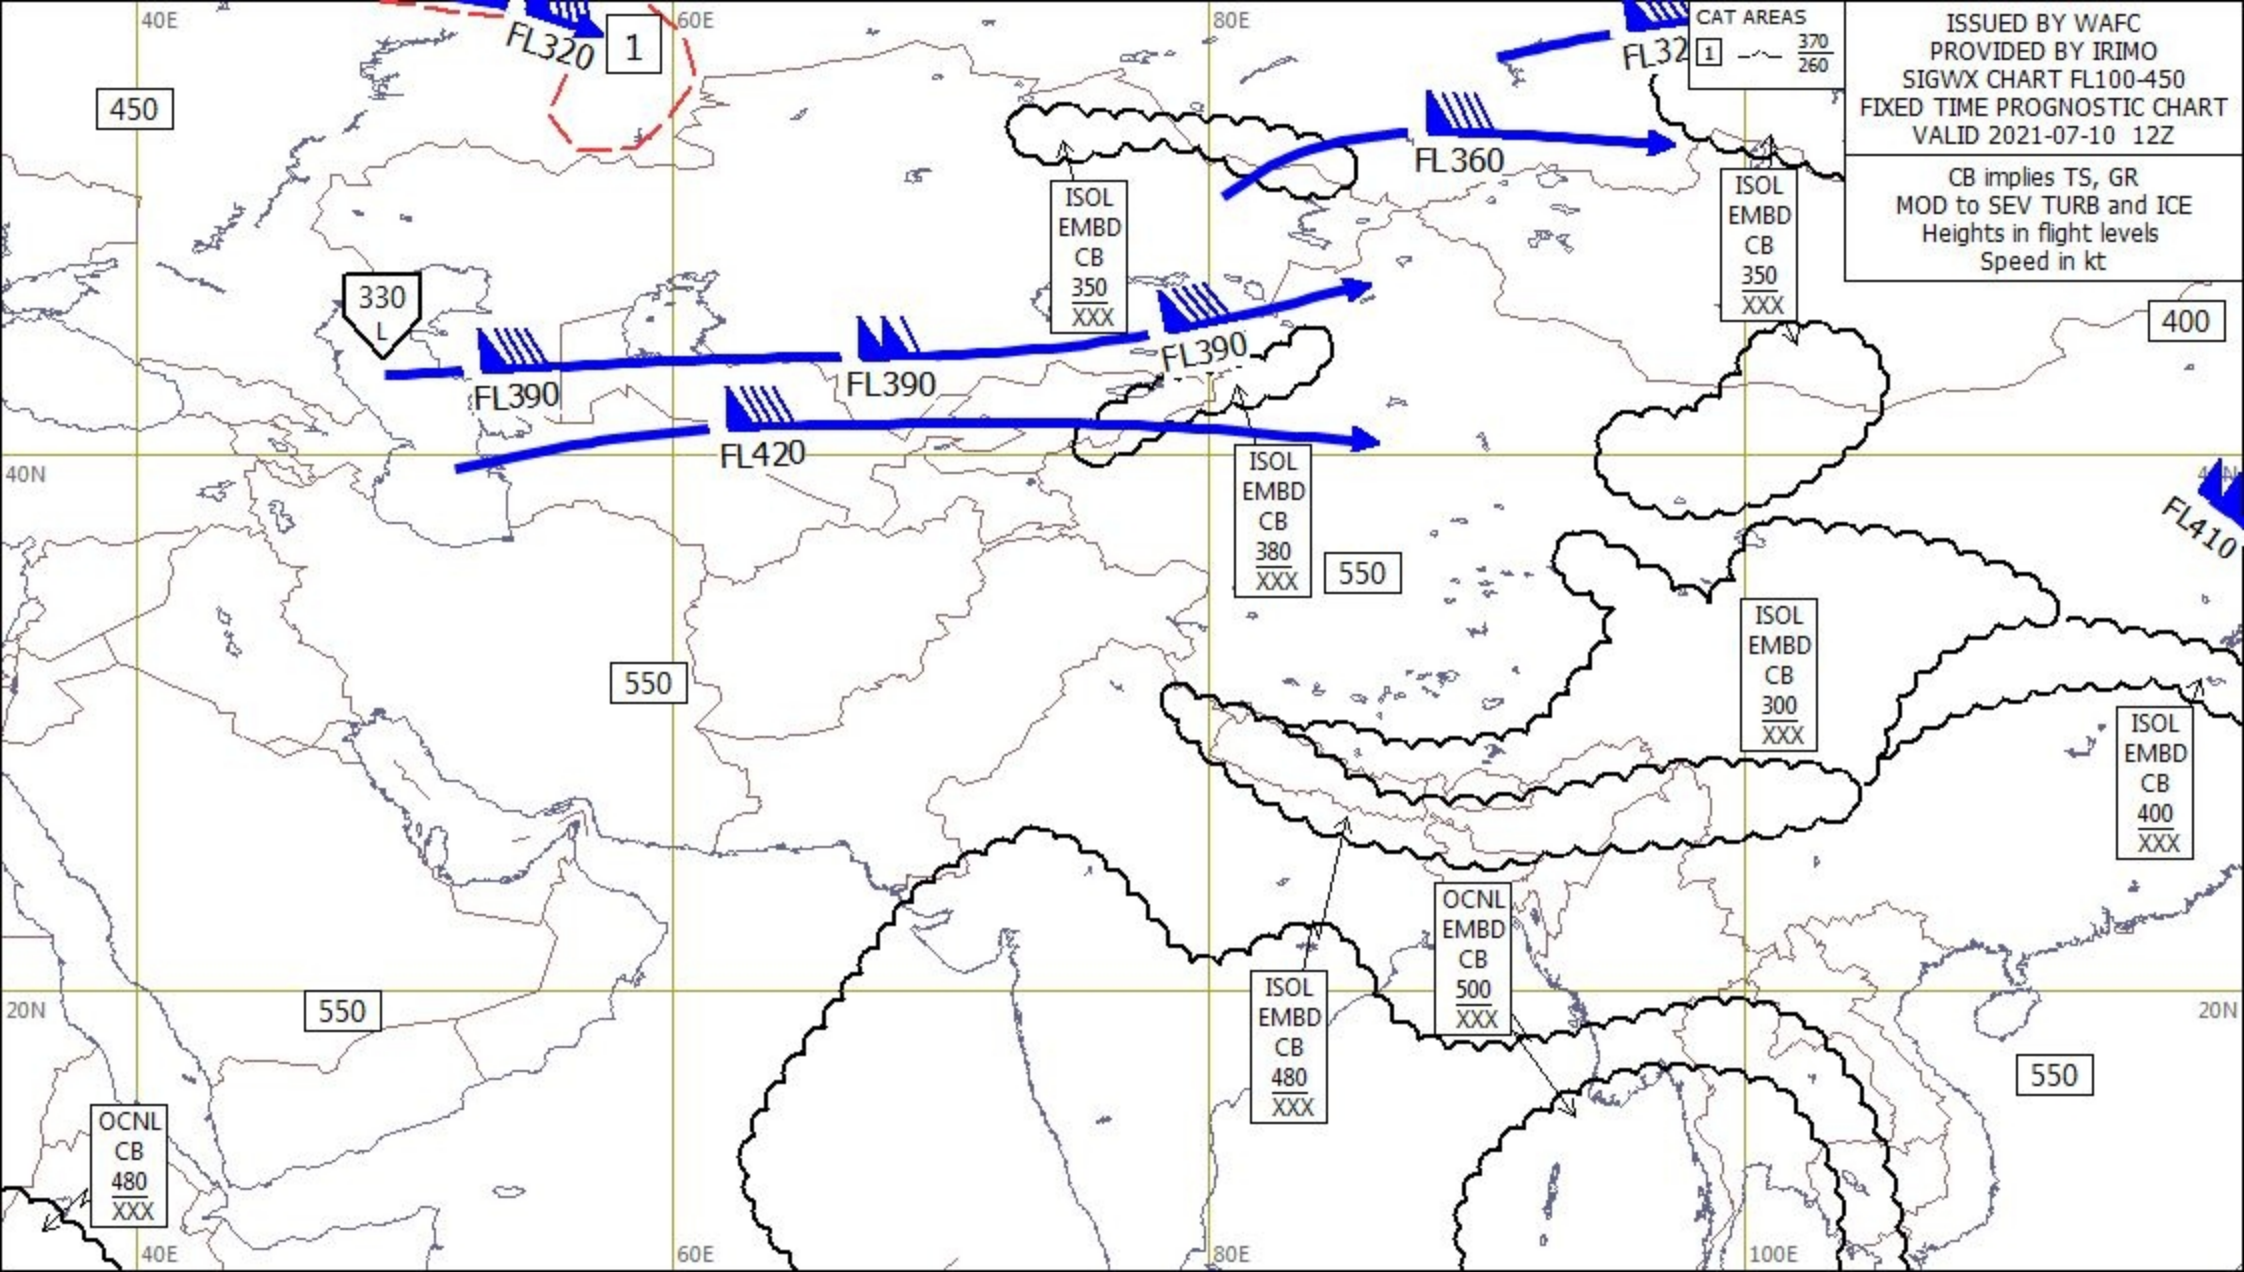 40E
60E
80E
FL320
1
FL32
CAT AREAS
1
370
260
ISSUED BY WAFC
PROVIDED BY IRIMO
SIGWX CHART FL100-450
FIXED TIME PROGNOSTIC CHART
VALID 2021-07-10 12Z
CB implies TS, GR
MOD to SEV TURB and ICE
Heights in flight levels
Speed in kt
450
FL360
ISOL
EMBD
CB
350
XXX
ISOL
EMBD
CB
350
XXX
330
L
400
FL390
FL390
FL390
FL420
40N
ISOL
EMBD
CB
380
XXX
550
FL410
ISOL
EMBD
CB
300
XXX
550
ISOL
EMBD
CB
400
XXX
OCNL
EMBD
CB
500
XXX
ISOL
EMBD
CB
480
XXX
20N
550
20N
550
OCNL
CB
480
XXX
40E
60E
80E
100E